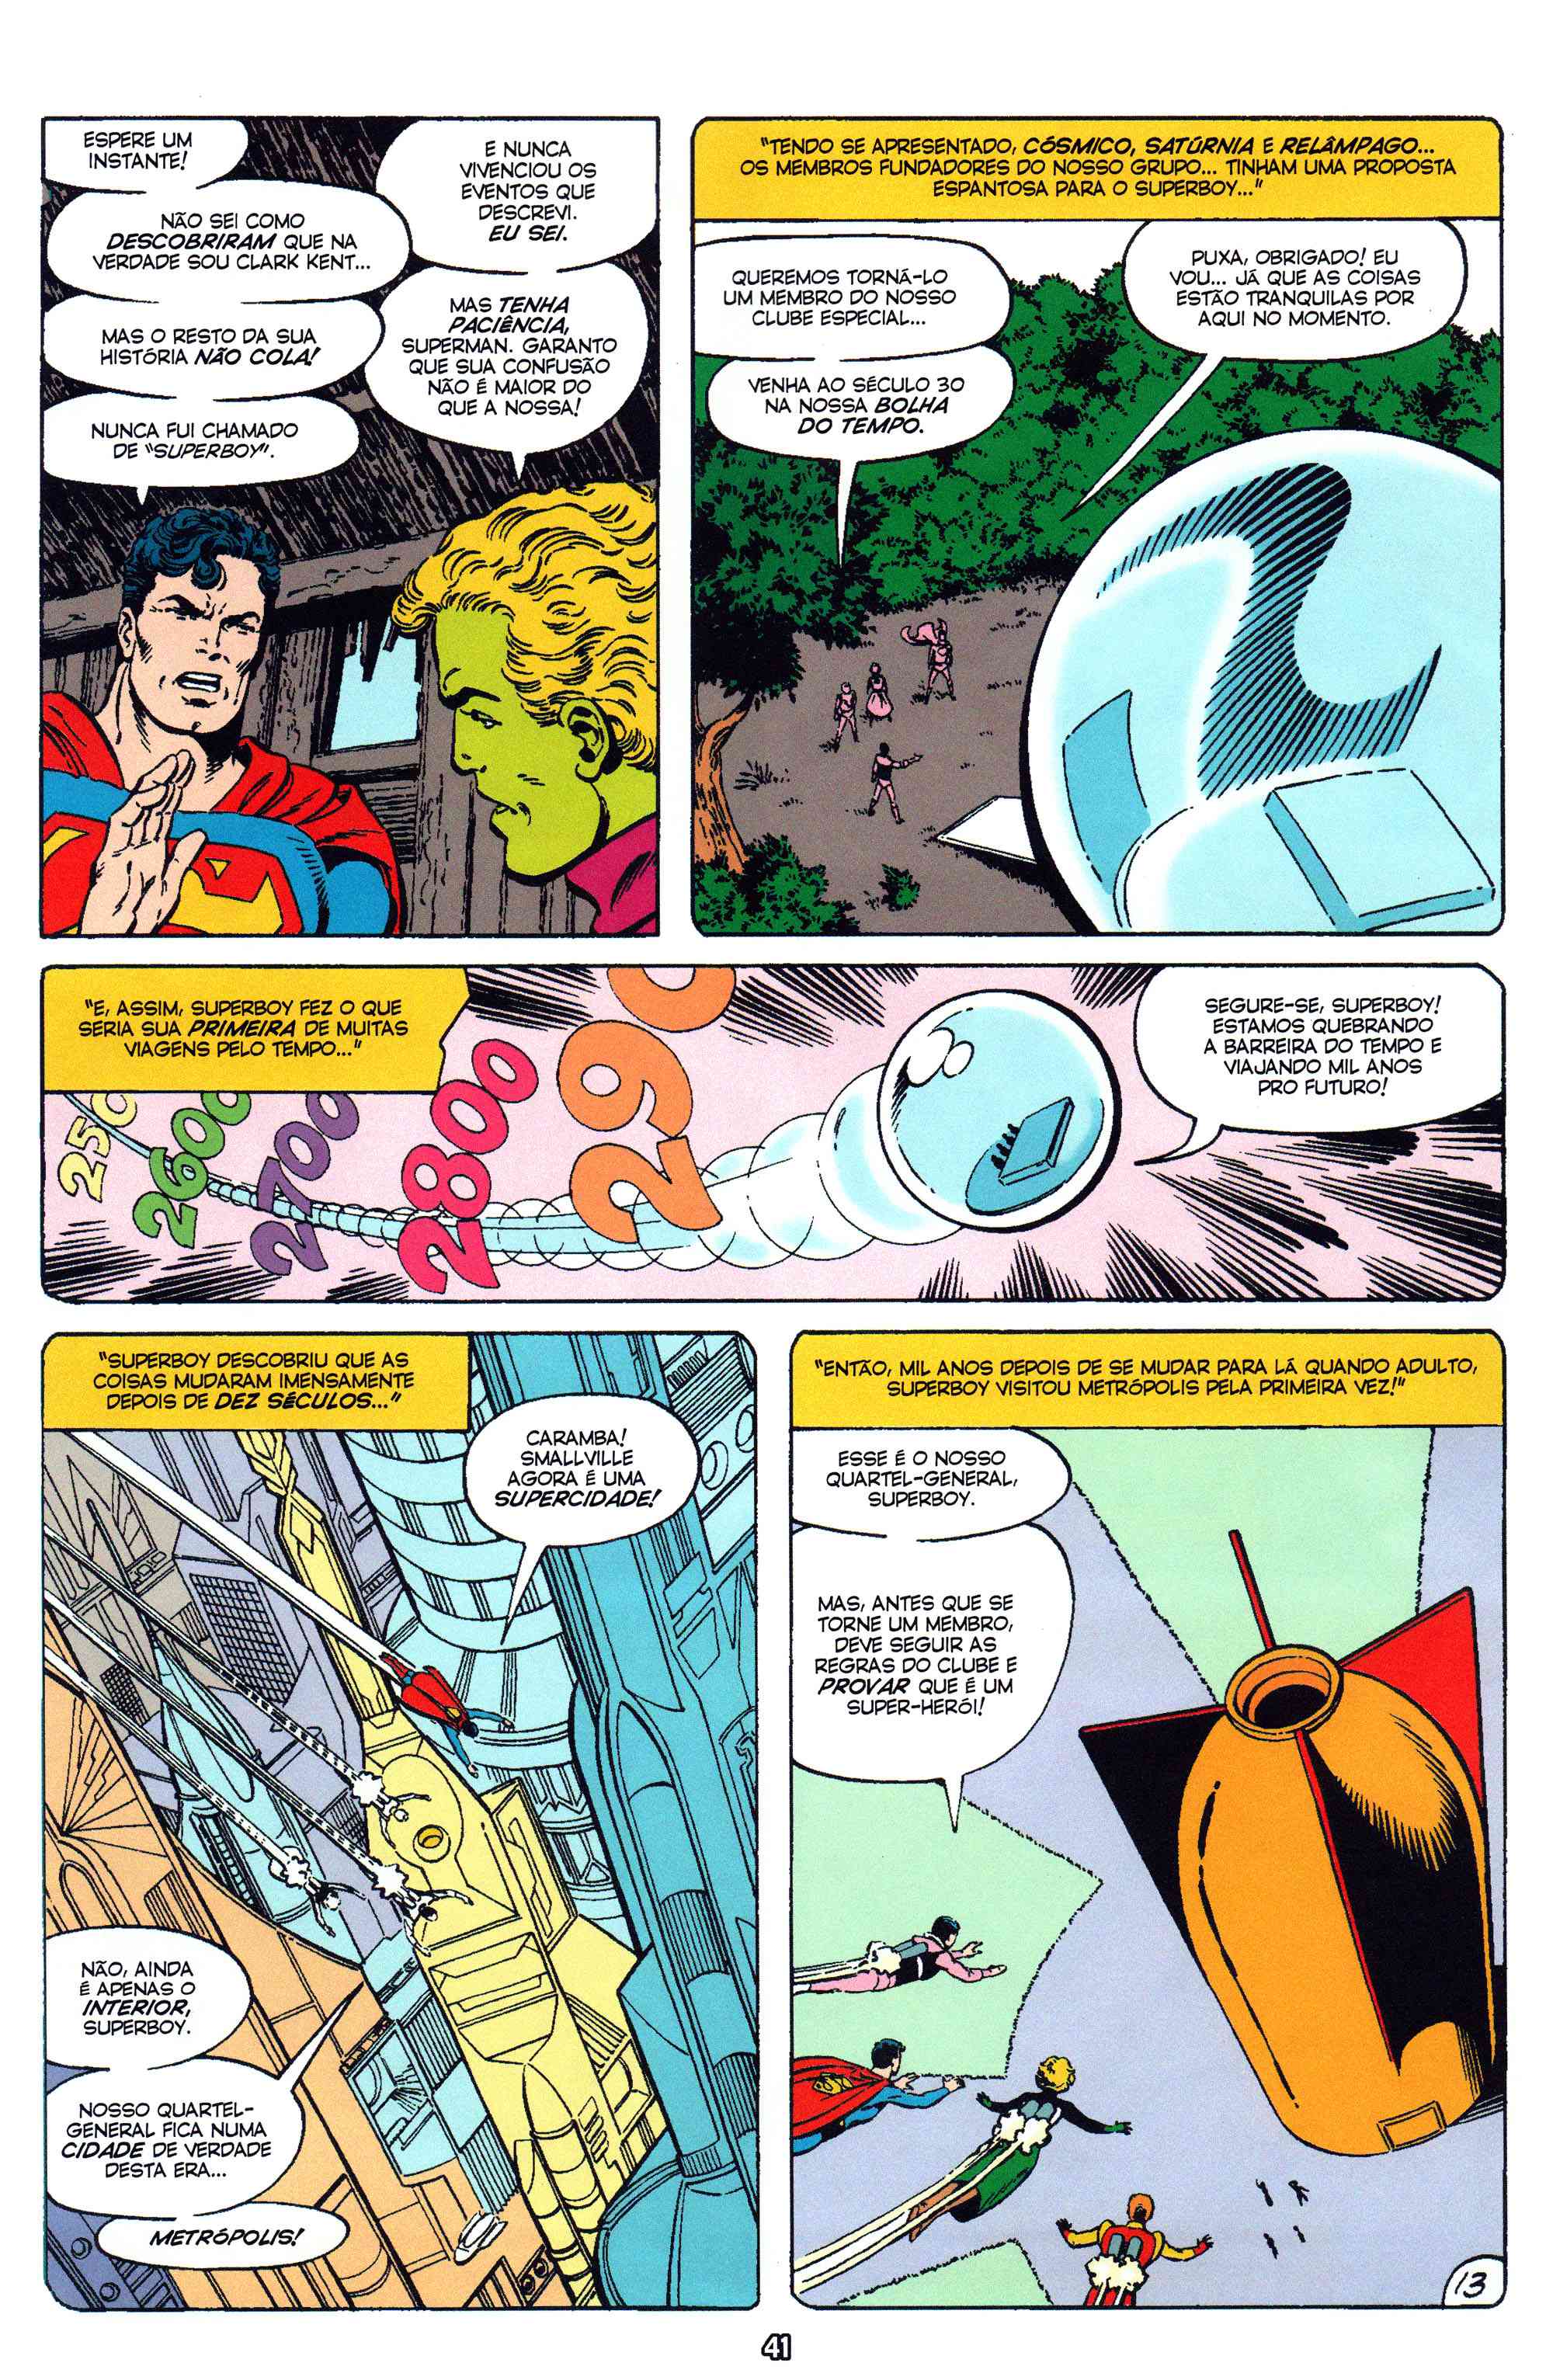 ESPERE UM
INSTANTE!
NÃO SEI COMO
DESCOBRIRAM QUE NA
VERDADE SOU CLARK KENT...
MAS O RESTO DA SUA
HISTÓRIA NÃO COLA!
NUNCA FUI CHAMADO
DE "SUPERBOY".
E NUNCA
VIVENCIOU OS
EVENTOS QUE
DESCREVI.
EU SEI.
MAS TENHA
PACIÊNCIA,
SUPERMAN. GARANTO
QUE SUA CONFUSÃO
NÃO É MAIOR DO
QUE A NOSSA!
"TENDO SE APRESENTADO, CÓSMICO, SATÚRNIA E RELÂMPAGO...
OS MEMBROS FUNDADORES DO NOSSO GRUPO... TINHAM UMA PROPOSTA
ESPANTOSA PARA O SUPERBOY..."
QUEREMOS TORNÁ-LO
UM MEMBRO DO NOSSO
CLUBE ESPECIAL...
VENHA AO SÉCULO 30
NA NOSSA BOLHA
DO TEMPO.
PUXA, OBRIGADO! EU
VOU... JÁ QUE AS COISAS
ESTÃO TRANQUILAS POR
AQUI NO MOMENTO.
"E, ASSIM, SUPERBOY FEZ O QUE
SERIA SUA PRIMEIRA DE MUITAS
VIAGENS PELO TEMPO..."
250
2600
2700
2800
290
SEGURE-SE, SUPERBOY!
ESTAMOS QUEBRANDO
A BARREIRA DO TEMPO E
VIAJANDO MIL ANOS
PRO FUTURO!
"SUPERBOY DESCOBRIU QUE AS
COISAS MUDARAM IMENSAMENTE
DEPOIS DE DEZ SÉCULOS..."
CARAMBA!
SMALLVILLE
AGORA É UMA
SUPERCIDADE!
NÃO, AINDA
É APENAS O
INTERIOR,
SUPERBOY.
NOSSO QUARTEL-
GENERAL FICA NUMA
CIDADE DE VERDADE
DESTA ERA...
METRÓPOLIS!
"ENTÃO, MIL ANOS DEPOIS DE SE MUDAR PARA LÁ QUANDO ADULTO,
SUPERBOY VISITOU METRÓPOLIS PELA PRIMEIRA VEZ!"
ESSE É O NOSSO
QUARTEL-GENERAL,
SUPERBOY.
MAS, ANTES QUE SE
TORNE UM MEMBRO,
DEVE SEGUIR AS
REGRAS DO CLUBE E
PROVAR QUE É UM
SUPER-HERÓI!
13
41